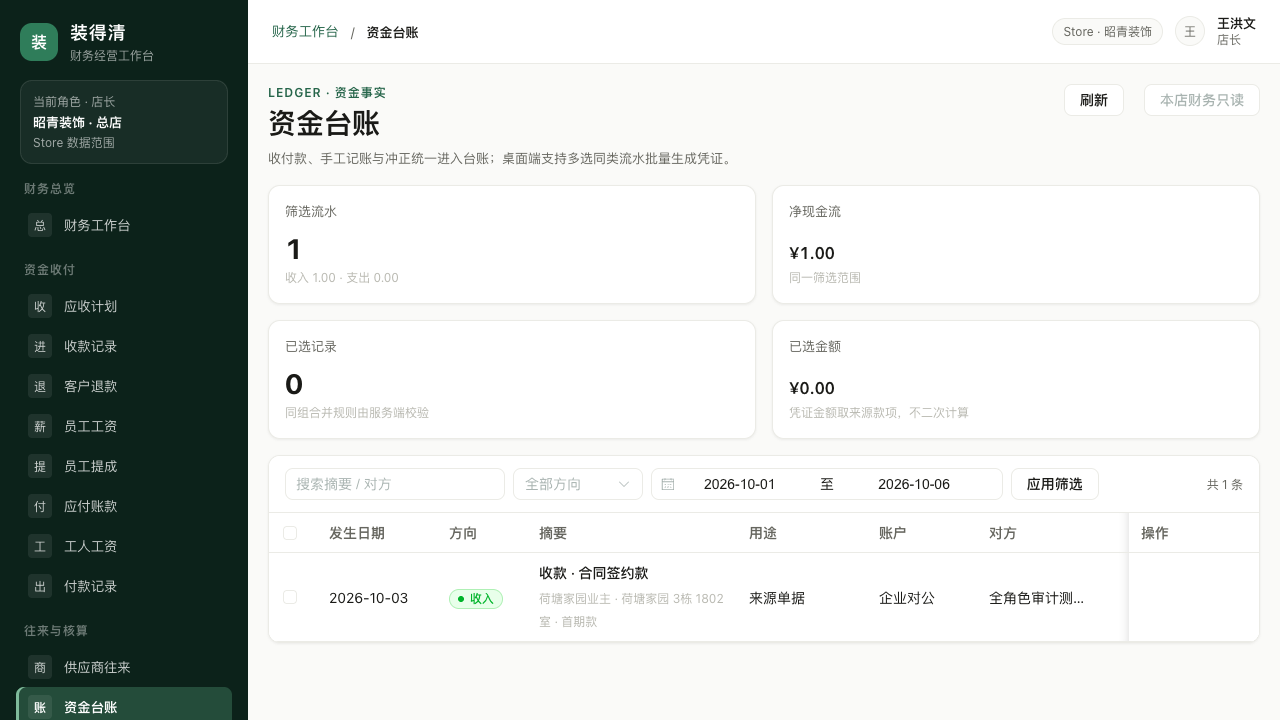 装
装得清
财务经营工作台
当前角色 · 店长
昭青装饰 · 总店
Store 数据范围
财务总览
总 财务工作台
资金收付
收 应收计划
进 收款记录
退 客户退款
薪 员工工资
提 员工提成
付 应付账款
工 工人工资
出 付款记录
往来与核算
商 供应商往来
账 资金台账
财务工作台 / 资金台账
Store · 昭青装饰
王
王洪文
店长
LEDGER · 资金事实
资金台账
收付款、手工记账与冲正统一进入台账；桌面端支持多选同类流水批量生成凭证。
刷新
本店财务只读
筛选流水
1
收入 1.00 · 支出 0.00
净现金流
¥1.00
同一筛选范围
已选记录
0
同组合并规则由服务端校验
已选金额
¥0.00
凭证金额取来源款项，不二次计算
搜索摘要 / 对方
全部方向
2026-10-01 至 2026-10-06
应用筛选
共 1 条
发生日期 方向 摘要 用途 账户 对方 操作
2026-10-03 收入
收款 · 合同签约款
荷塘家园业主 · 荷塘家园 3栋 1802
室 · 首期款
来源单据 企业对公 全角色审计测...